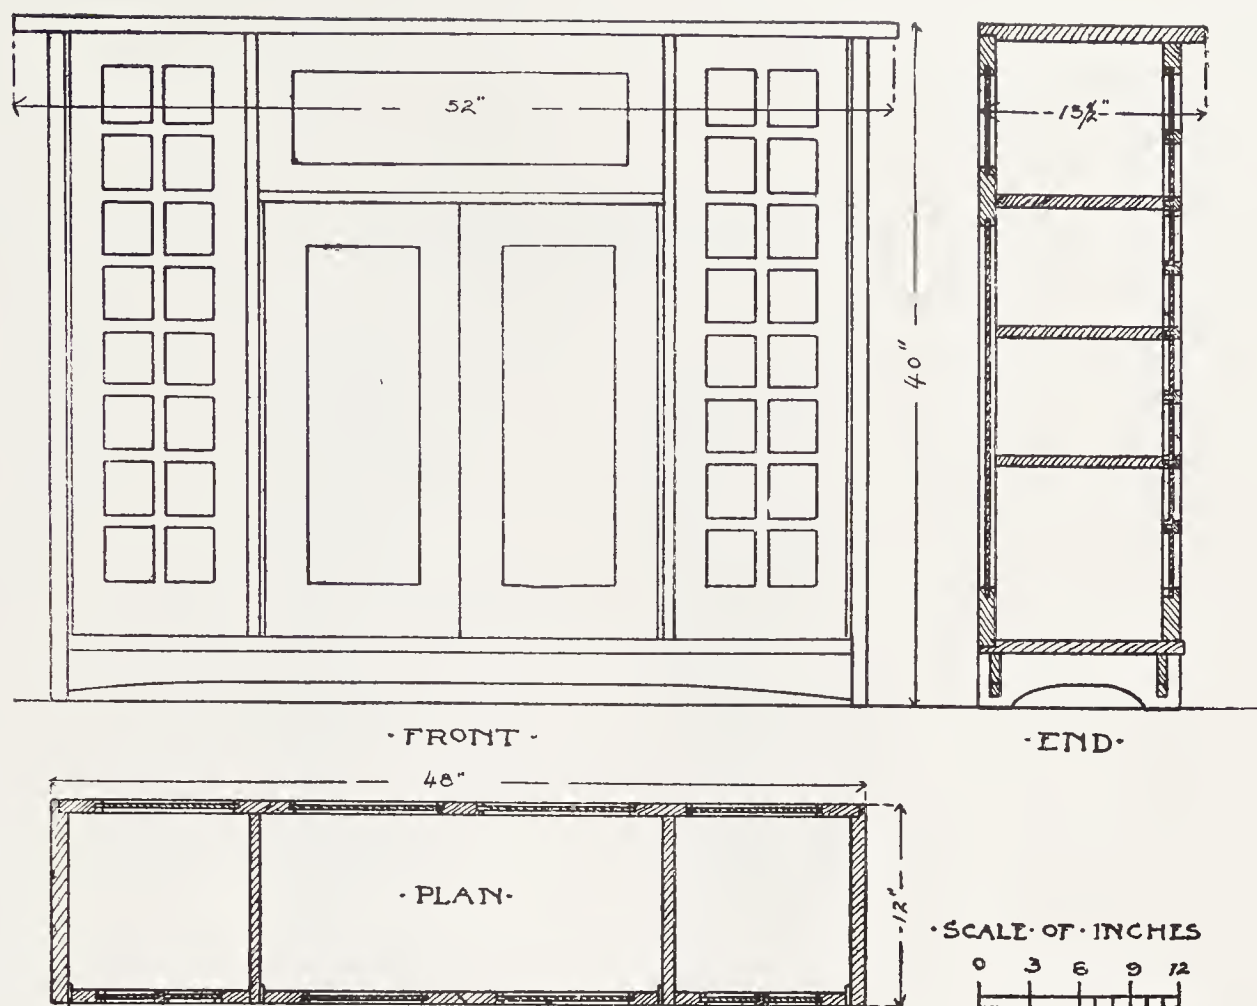 52"
13½"
40"
· FRONT ·
· END ·
48"
· PLAN ·
12"
· SCALE · OF · INCHES
0 3 6 9 12